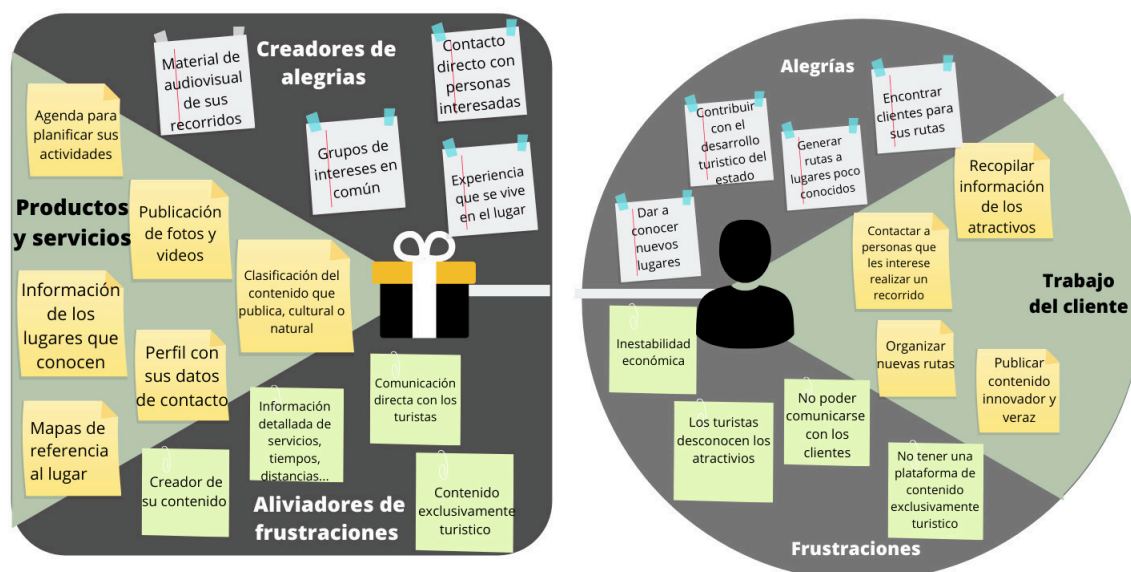 Creadores de
alegrias
Material de
audiovisual
de sus
recorridos
Contacto
directo con
personas
interesadas
Grupos de
intereses en
común
Experiencia
que se vive
en el lugar
Agenda para
planificar sus
actividades
Productos
y servicios
Publicación
de fotos y
videos
Clasificación del
contenido que
publica, cultural o
natural
Información
de los
lugares que
conocen
Perfil con
sus datos
de contacto
Mapas de
referencia
al lugar
Comunicación
directa con los
turistas
Información
detallada de
servicios,
tiempos,
distancias...
Creador de
su contenido
Contenido
exclusivamente
turistico
Aliviadores de
frustraciones
Alegrías
Encontrar
clientes para
sus rutas
Contribuir
con el
desarrollo
turistico del
estado
Generar
rutas a
lugares poco
conocidos
Dar a
conocer
nuevos
lugares
Recopilar
información
de los
atractivos
Contactar a
personas que
les interese
realizar un
recorrido
Trabajo
del cliente
Organizar
nuevas rutas
Publicar
contenido
innovador y
veraz
Inestabilidad
económica
Los turistas
desconocen los
atractivios
No poder
comunicarse
con los
clientes
No tener una
plataforma de
contenido
exclusivamente
turistico
Frustraciones